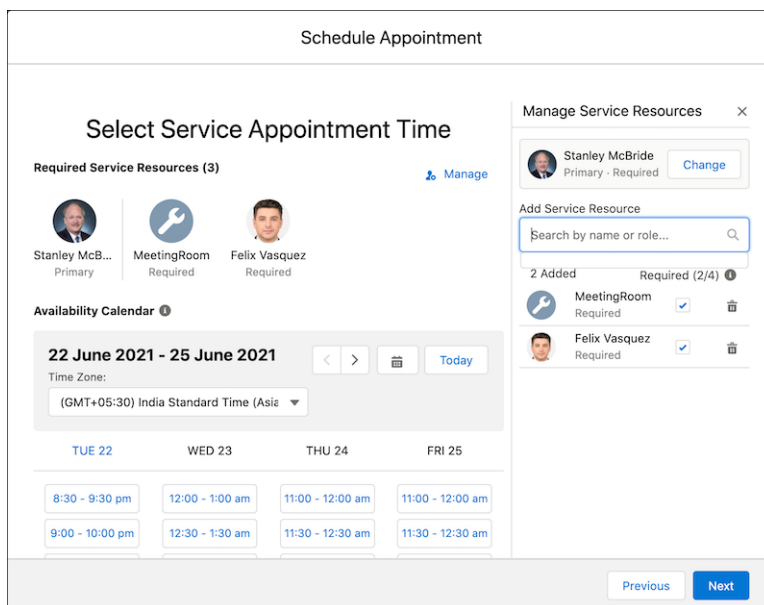 Schedule Appointment
Select Service Appointment Time
Required Service Resources (3)
Manage
Stanley McB...
Primary
MeetingRoom
Required
Felix Vasquez
Required
Availability Calendar
22 June 2021 - 25 June 2021
Today
Time Zone:
(GMT+05:30) India Standard Time (Asia
TUE 22
WED 23
THU 24
FRI 25
8:30 - 9:30 pm
12:00 - 1:00 am
11:00 - 12:00 am
11:00 - 12:00 am
9:00 - 10:00 pm
12:30 - 1:30 am
11:30 - 12:30 am
11:30 - 12:30 am
Manage Service Resources
Stanley McBride
Primary · Required
Change
Add Service Resource
Search by name or role...
2 Added
Required (2/4)
MeetingRoom
Required
Felix Vasquez
Required
Previous
Next